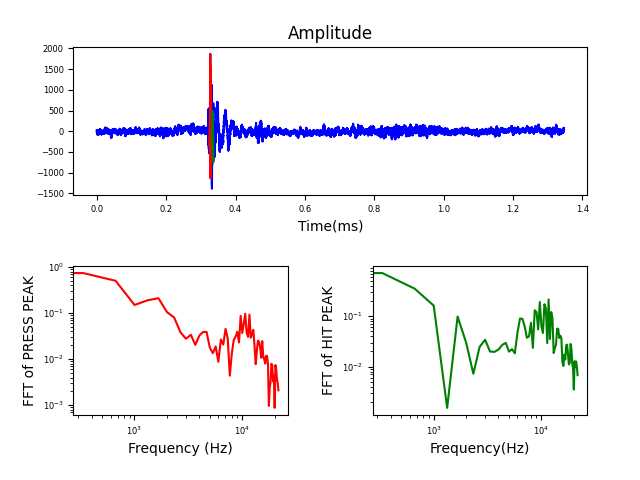 Amplitude
2000
1500
1000
500
0
−500
−1000
−1500
0.0 0.2 0.4 0.6 0.8 1.0 1.2 1.4
Time(ms)
FFT of PRESS PEAK
10⁰
10⁻¹
10⁻²
10⁻³
10³ 10⁴
Frequency (Hz)
FFT of HIT PEAK
10⁻¹
10⁻²
10³ 10⁴
Frequency(Hz)